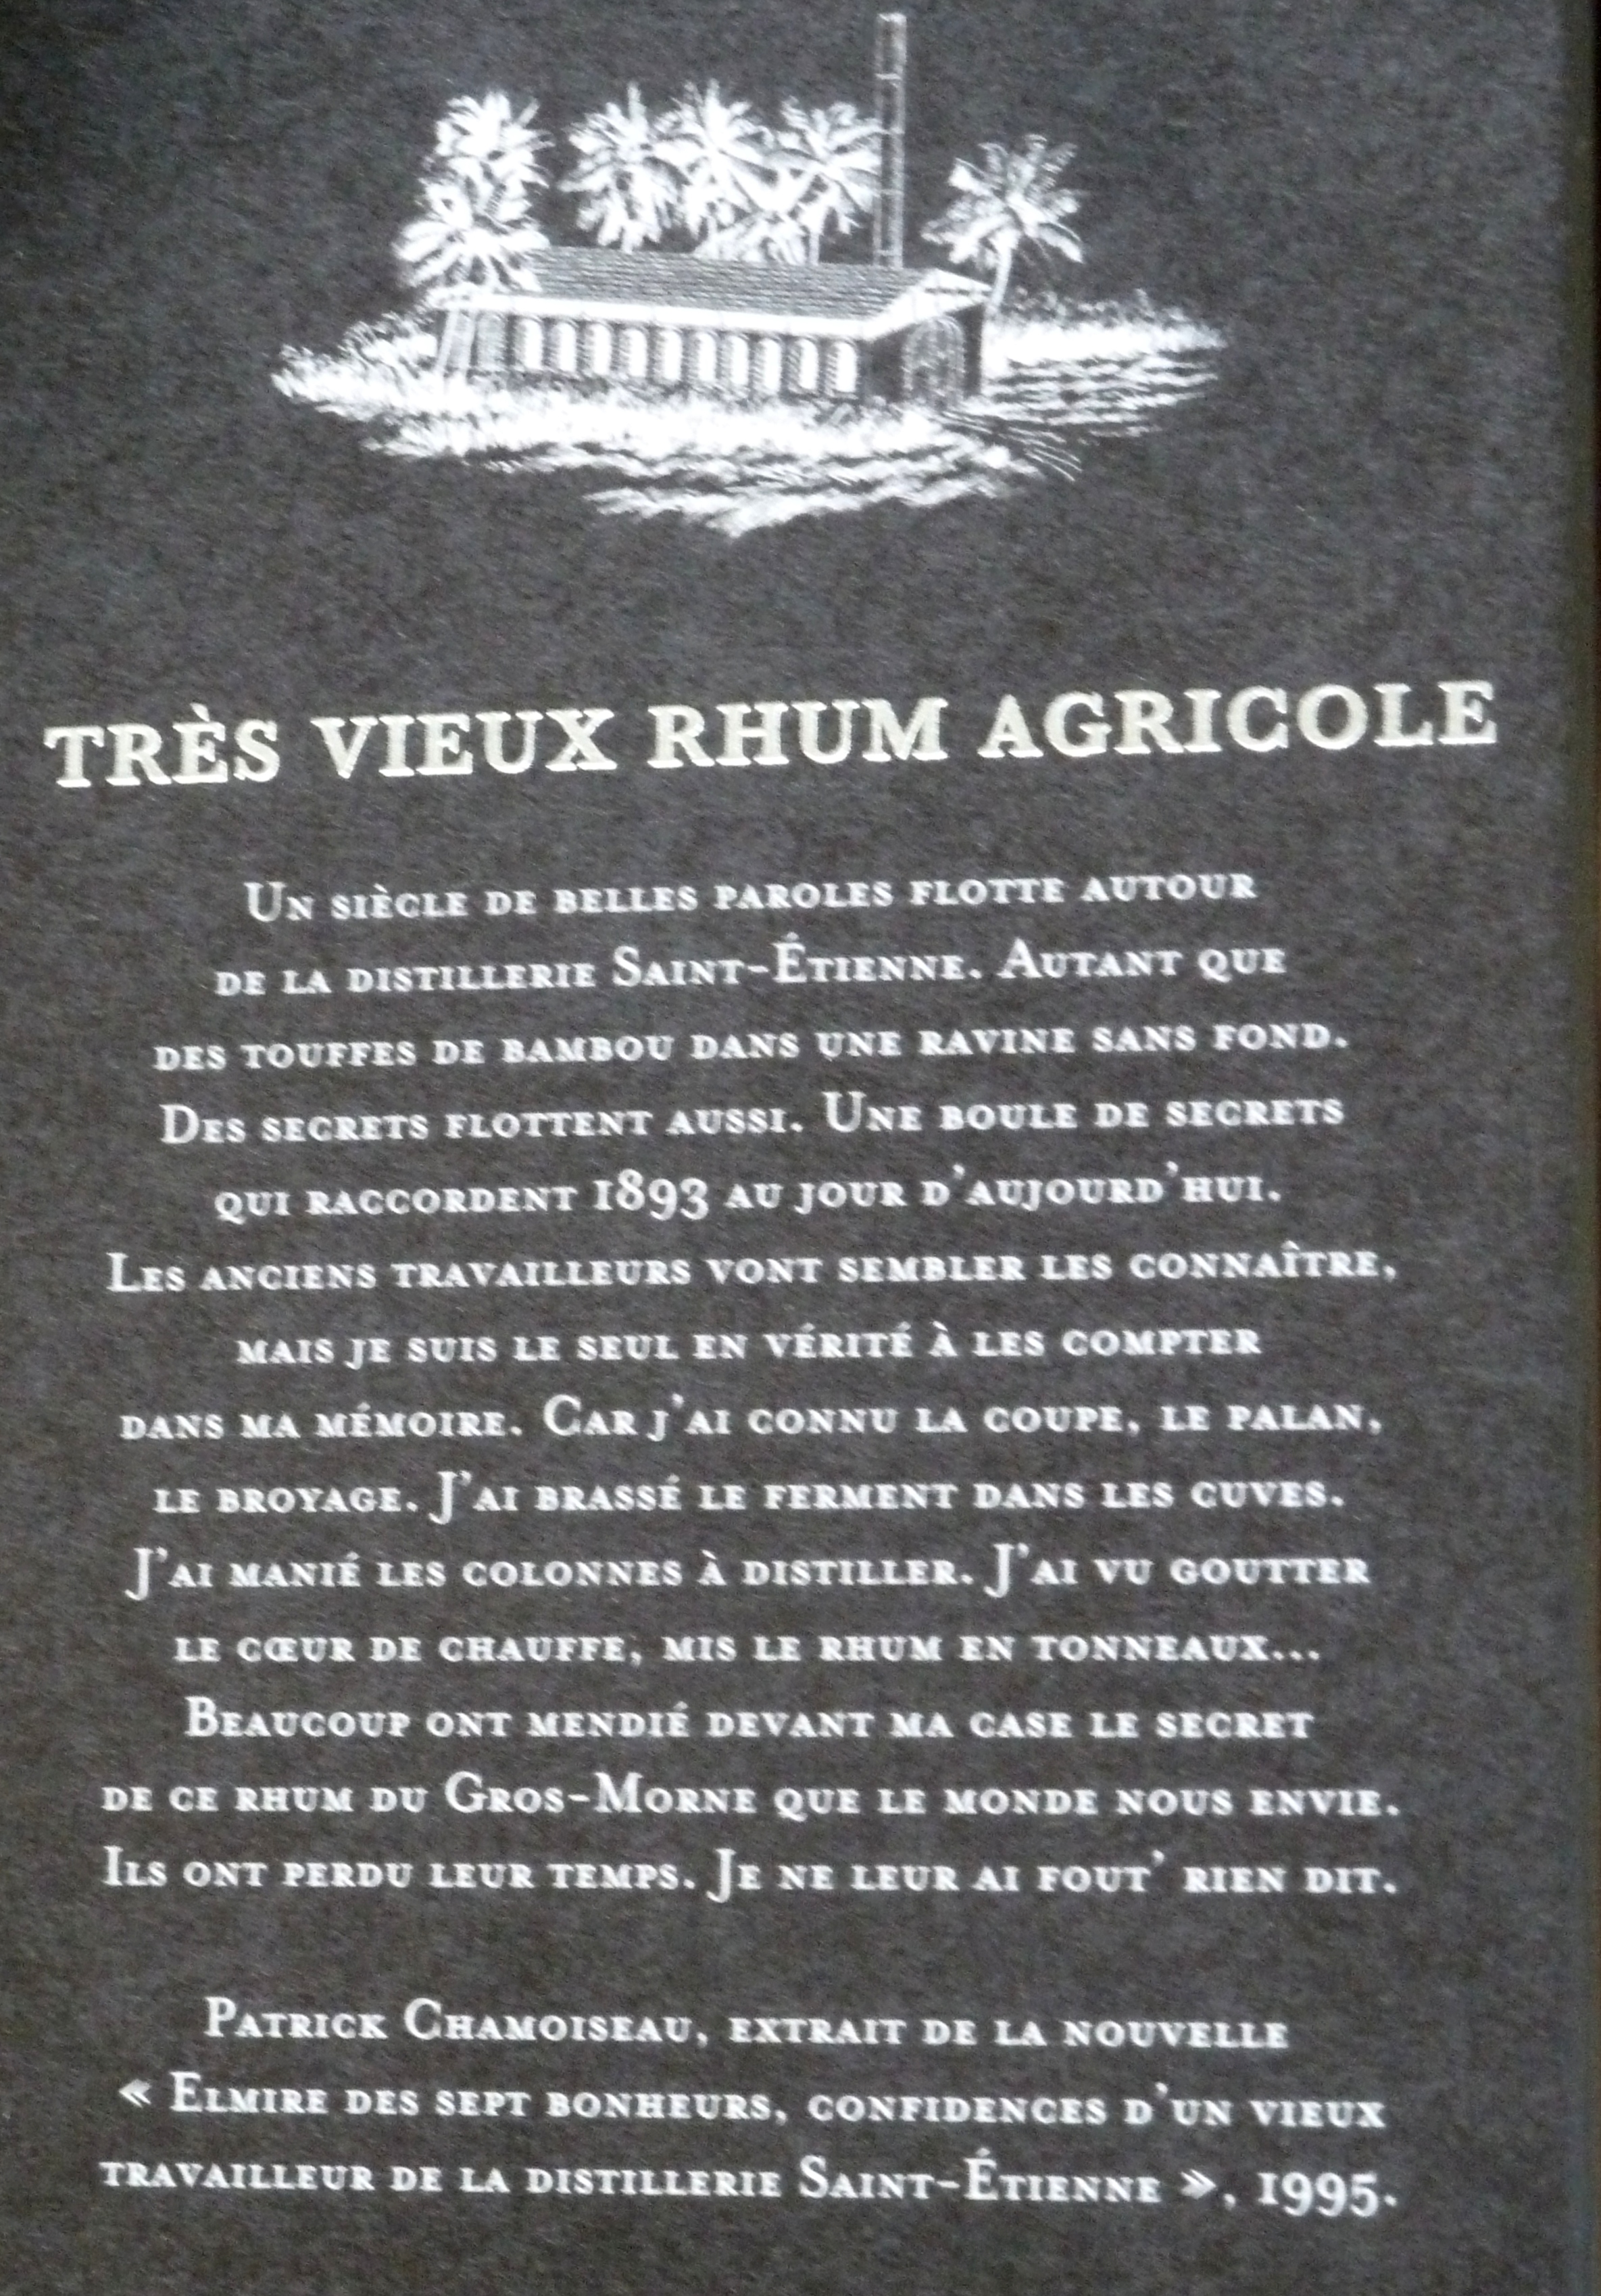 TRÈS VIEUX RHUM AGRICOLE
Un siècle de belles paroles flotte autour
de la distillerie Saint-Étienne. Autant que
des touffes de bambou dans une ravine sans fond.
Des secrets flottent aussi. Une boule de secrets
qui raccordent 1893 au jour d'aujourd'hui.
Les anciens travailleurs vont sembler les connaître,
mais je suis le seul en vérité à les compter
dans ma mémoire. Car j'ai connu la coupe, le palan,
le broyage. J'ai brassé le ferment dans les cuves.
J'ai manié les colonnes à distiller. J'ai vu goutter
le cœur de chauffe, mis le rhum en tonneaux...
Beaucoup ont mendié devant ma case le secret
de ce rhum du Gros-Morne que le monde nous envie.
Ils ont perdu leur temps. Je ne leur ai fout' rien dit.
Patrick Chamoiseau, extrait de la nouvelle
« Elmire des sept bonheurs, confidences d'un vieux
travailleur de la distillerie Saint-Étienne », 1995.